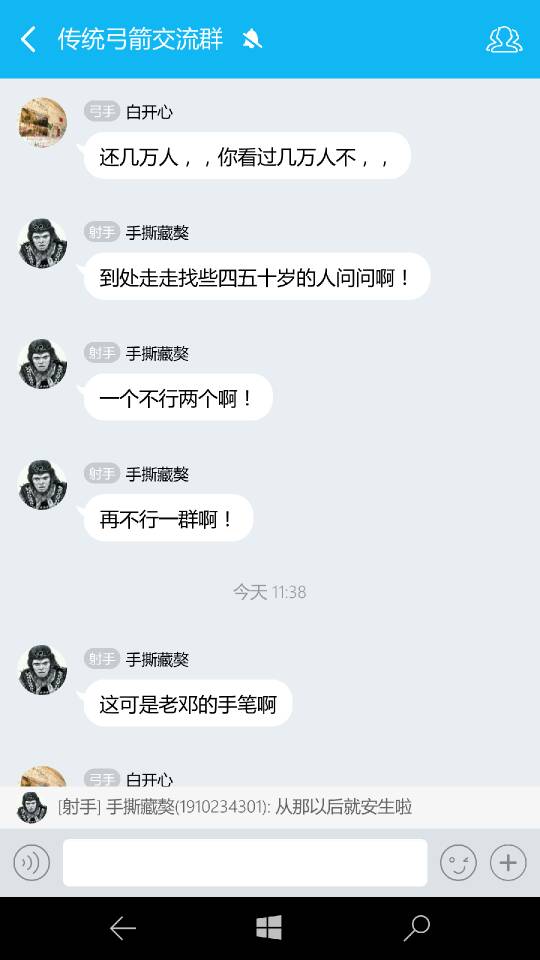 传统弓箭交流群
弓手 白开心
还几万人，，你看过几万人不，，
射手 手撕藏獒
到处走走找些四五十岁的人问问啊！
射手 手撕藏獒
一个不行两个啊！
射手 手撕藏獒
再不行一群啊！
今天 11:38
射手 手撕藏獒
这可是老邓的手笔啊
弓手 白开心
[射手] 手撕藏獒(1910234301): 从那以后就安生啦